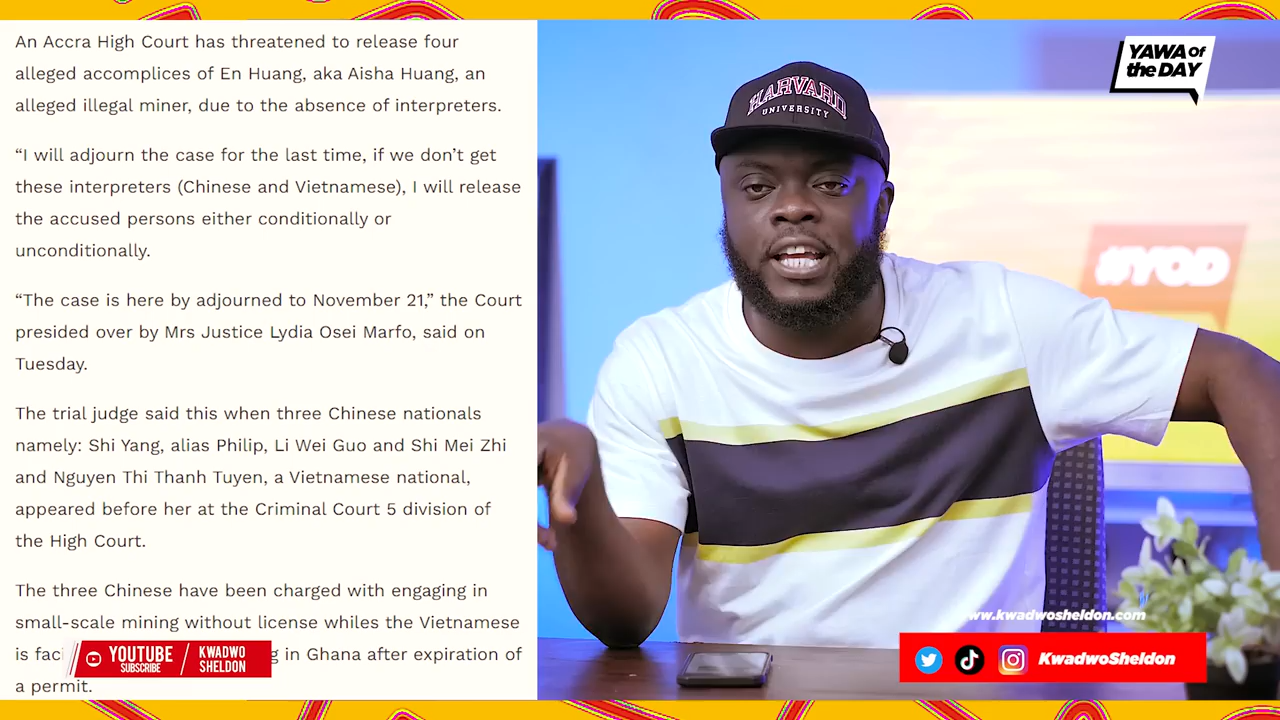 An Accra High Court has threatened to release four
alleged accomplices of En Huang, aka Aisha Huang, an
alleged illegal miner, due to the absence of interpreters.
“I will adjourn the case for the last time, if we don’t get
these interpreters (Chinese and Vietnamese), I will release
the accused persons either conditionally or
unconditionally.
“The case is here by adjourned to November 21,” the Court
presided over by Mrs Justice Lydia Osei Marfo, said on
Tuesday.
The trial judge said this when three Chinese nationals
namely: Shi Yang, alias Philip, Li Wei Guo and Shi Mei Zhi
and Nguyen Thi Thanh Tuyen, a Vietnamese national,
appeared before her at the Criminal Court 5 division of
the High Court.
The three Chinese have been charged with engaging in
small-scale mining without license whilst the Vietnamese
is in Ghana after expiration of
a permit.
YOUTUBE
SUBSCRIBE
KWADWO
SHELDON
YAWA of
the DAY
HARVARD
UNIVERSITY
#YOD
www.kwadwosheldon.com
KwadwoSheldon